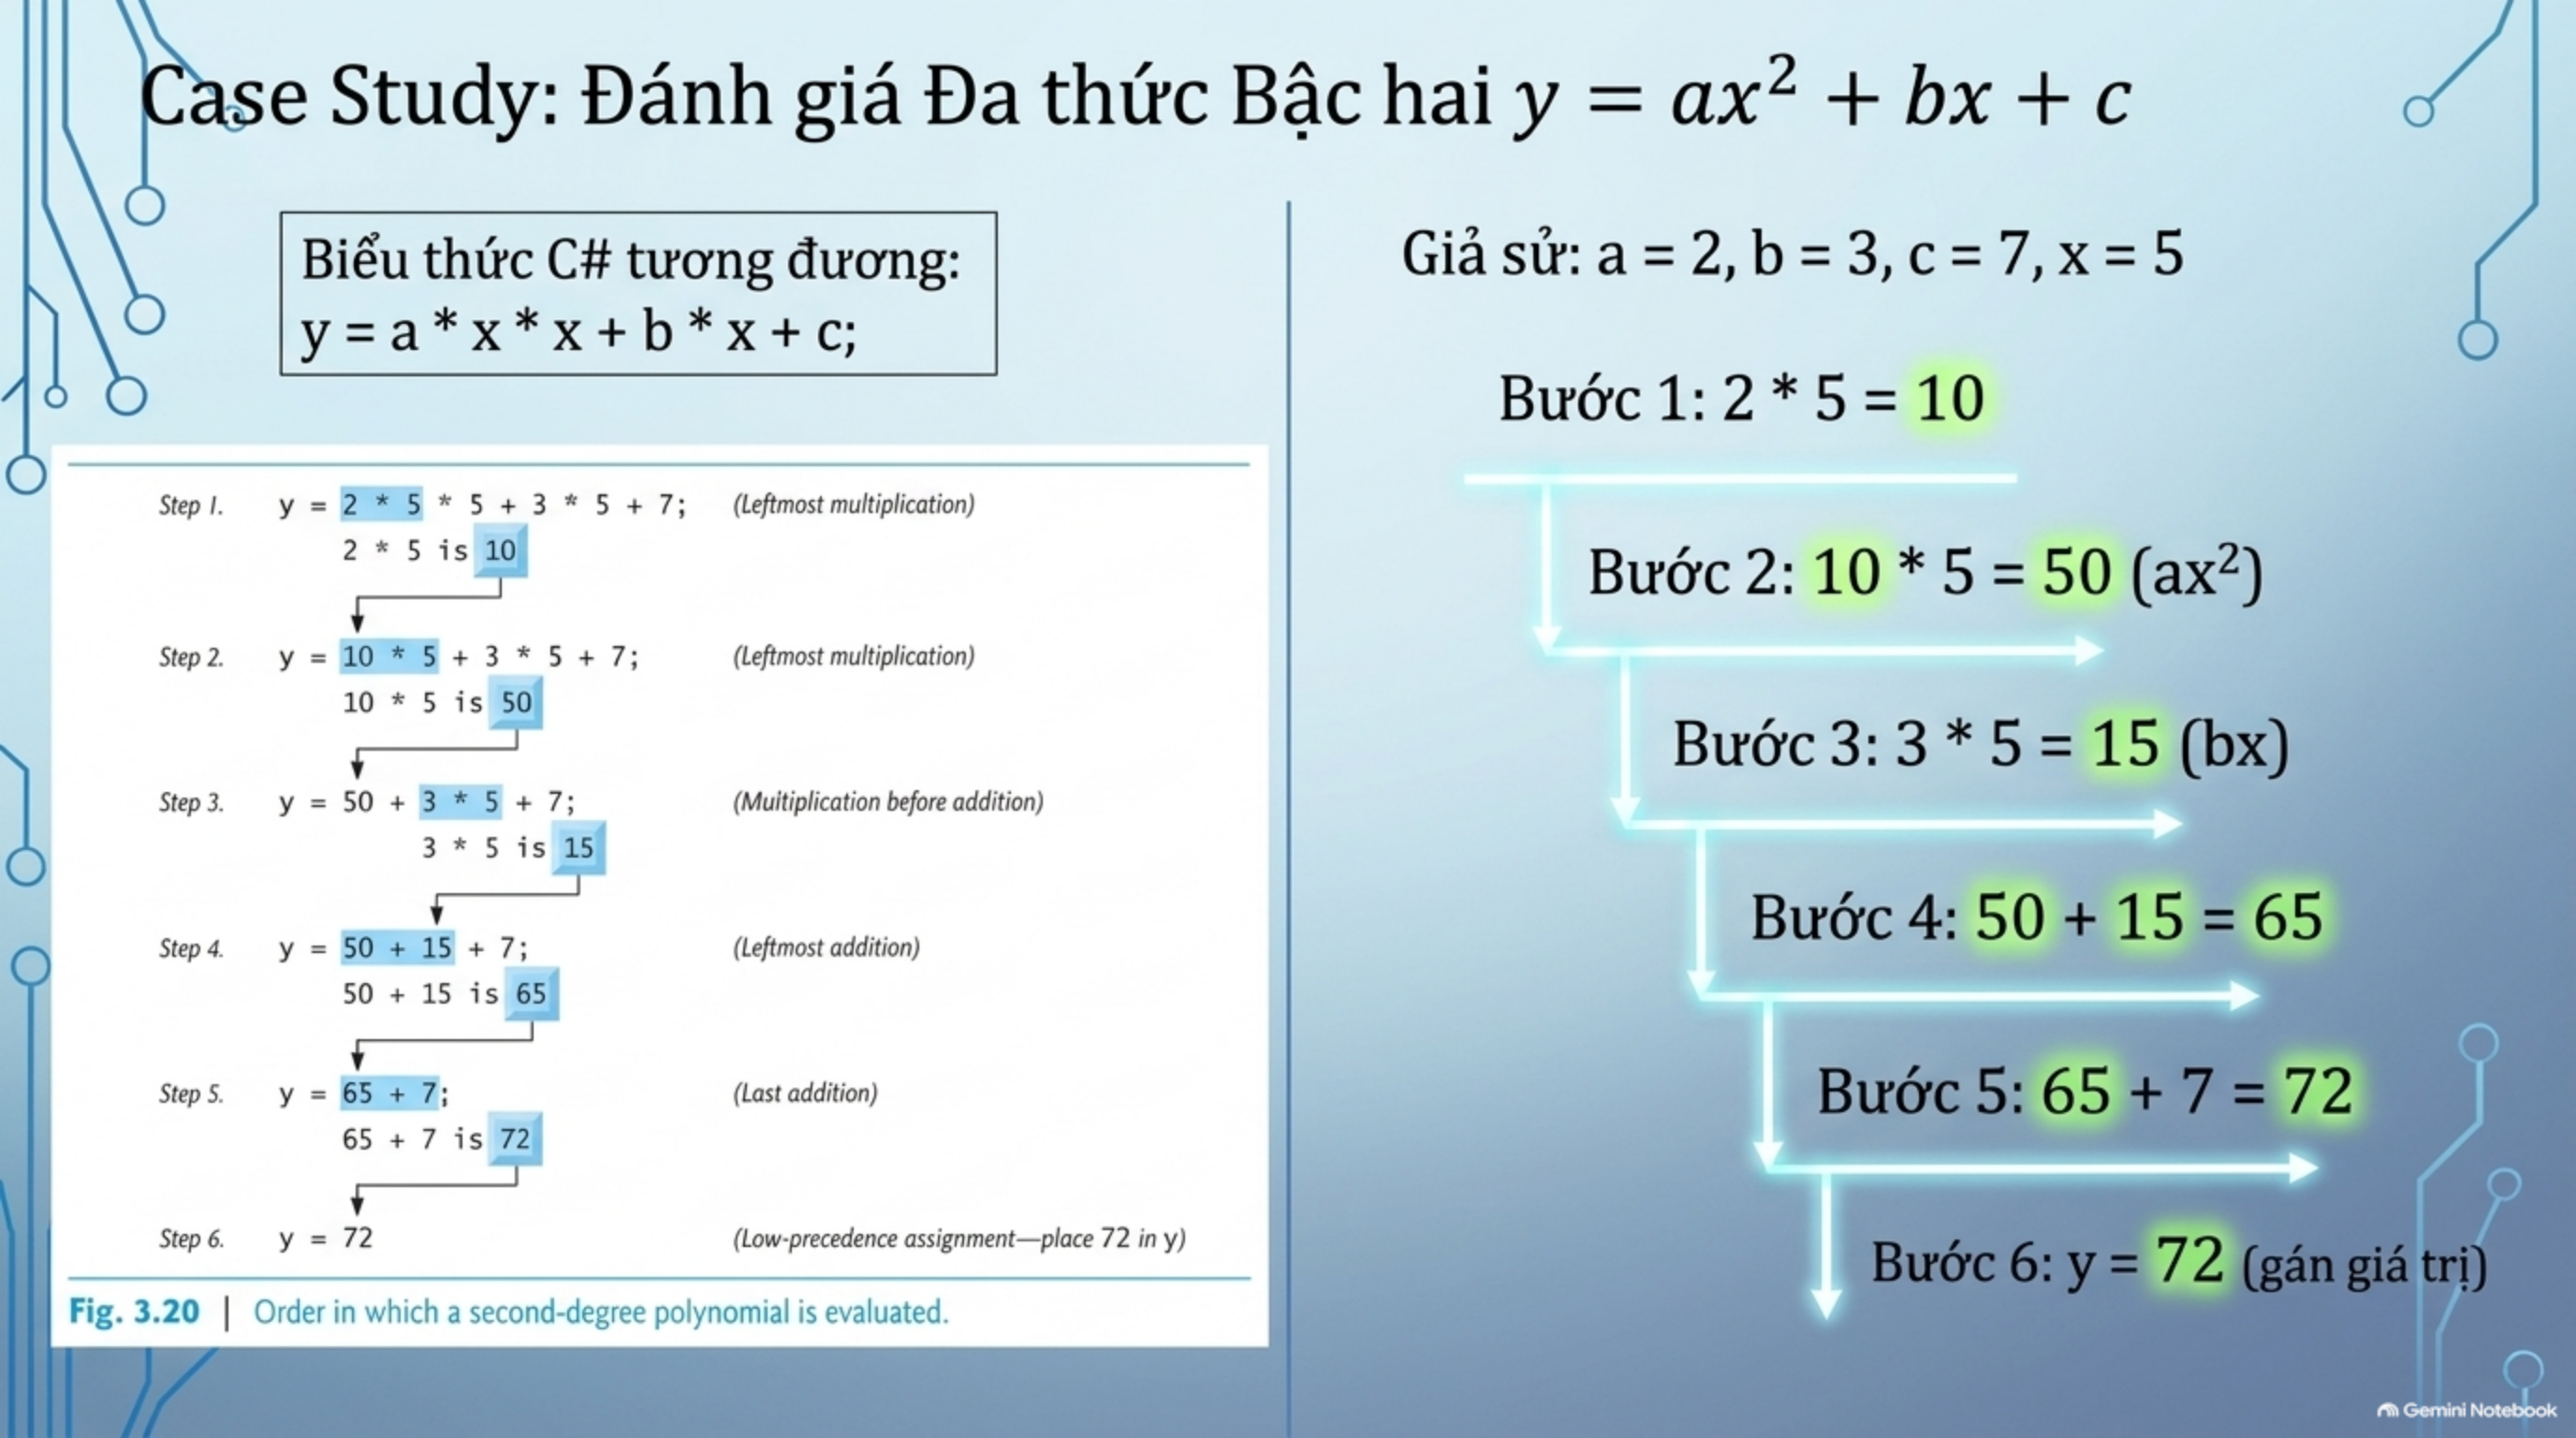 Case Study: Đánh giá Đa thức Bậc hai y = ax² + bx + c
Biểu thức C# tương đương:
y = a * x * x + b * x + c;
Step 1. y = 2 * 5 * 5 + 3 * 5 + 7; (Leftmost multiplication)
2 * 5 is 10
Step 2. y = 10 * 5 + 3 * 5 + 7; (Leftmost multiplication)
10 * 5 is 50
Step 3. y = 50 + 3 * 5 + 7; (Multiplication before addition)
3 * 5 is 15
Step 4. y = 50 + 15 + 7; (Leftmost addition)
50 + 15 is 65
Step 5. y = 65 + 7; (Last addition)
65 + 7 is 72
Step 6. y = 72 (Low-precedence assignment—place 72 in y)
Fig. 3.20 | Order in which a second-degree polynomial is evaluated.
Giả sử: a = 2, b = 3, c = 7, x = 5
Bước 1: 2 * 5 = 10
Bước 2: 10 * 5 = 50 (ax²)
Bước 3: 3 * 5 = 15 (bx)
Bước 4: 50 + 15 = 65
Bước 5: 65 + 7 = 72
Bước 6: y = 72 (gán giá trị)
Gemini Notebook